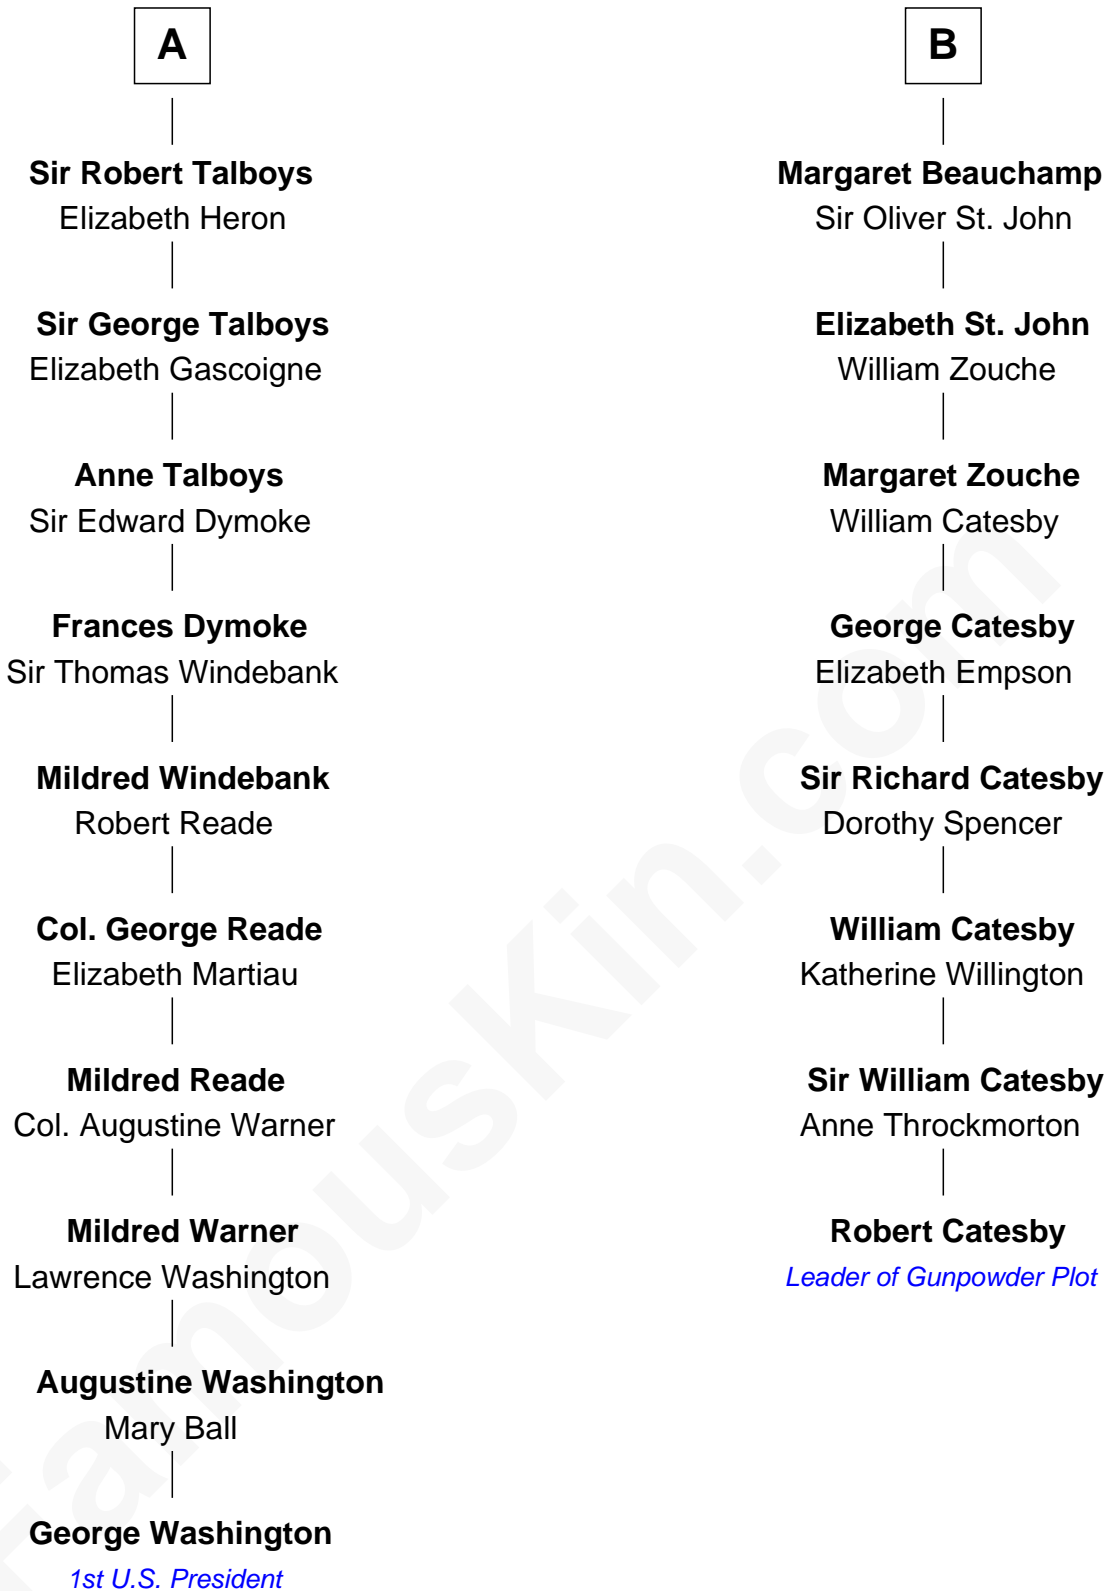 A
Sir Robert Talboys
Elizabeth Heron
Sir George Talboys
Elizabeth Gascoigne
Anne Talboys
Sir Edward Dymoke
Frances Dymoke
Sir Thomas Windebank
Mildred Windebank
Robert Reade
Col. George Reade
Elizabeth Martiau
Mildred Reade
Col. Augustine Warner
Mildred Warner
Lawrence Washington
Augustine Washington
Mary Ball
George Washington
1st U.S. President
B
Margaret Beauchamp
Sir Oliver St. John
Elizabeth St. John
William Zouche
Margaret Zouche
William Catesby
George Catesby
Elizabeth Empson
Sir Richard Catesby
Dorothy Spencer
William Catesby
Katherine Willington
Sir William Catesby
Anne Throckmorton
Robert Catesby
Leader of Gunpowder Plot
FamousKin.com